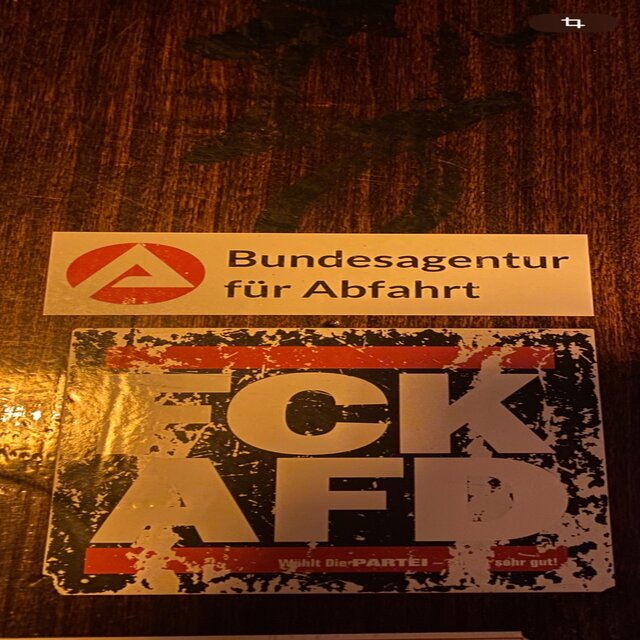 Bundesagentur
für Abfahrt
FCK
AFD
Wählt Die PARTEI – sehr gut!